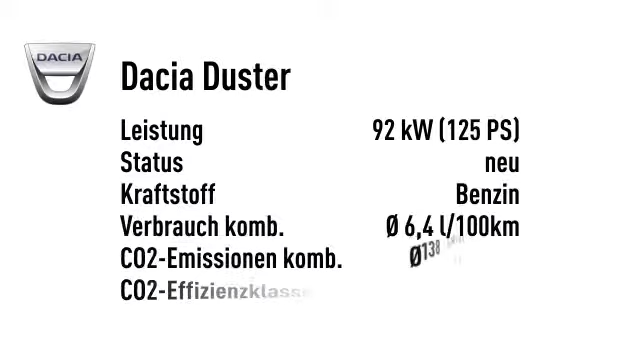 DACIA
Dacia Duster
Leistung 92 kW (125 PS)
Status neu
Kraftstoff Benzin
Verbrauch komb. Ø 6,4 l/100km
CO2-Emissionen komb. Ø138
CO2-Effizienzklasse